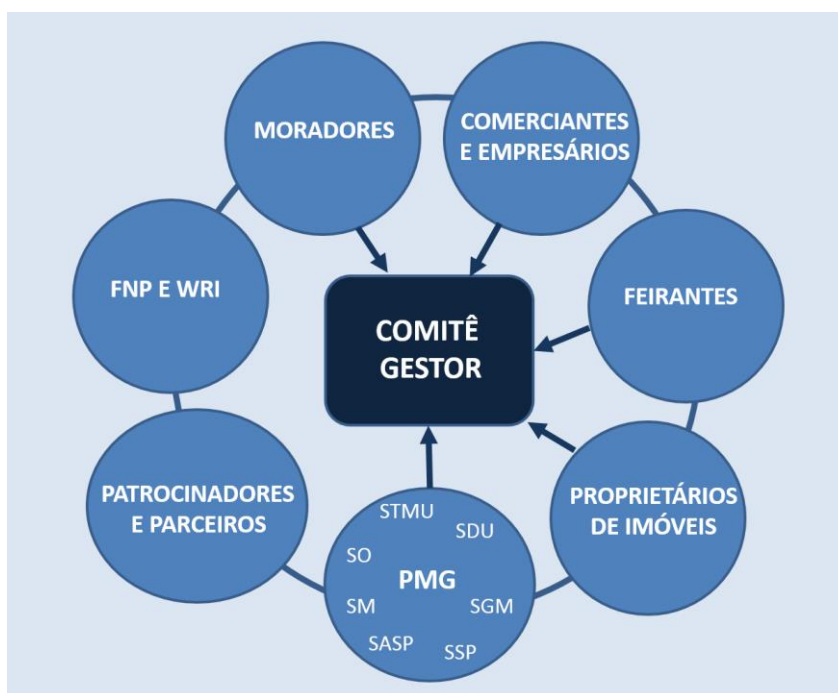 MORADORES
COMERCIANTES
E EMPRESÁRIOS
FNP E WRI
FEIRANTES
COMITÊ
GESTOR
PATROCINADORES
E PARCEIROS
PROPRIETÁRIOS
DE IMÓVEIS
STMU
SDU
SO
PMG
SM
SGM
SASP
SSP